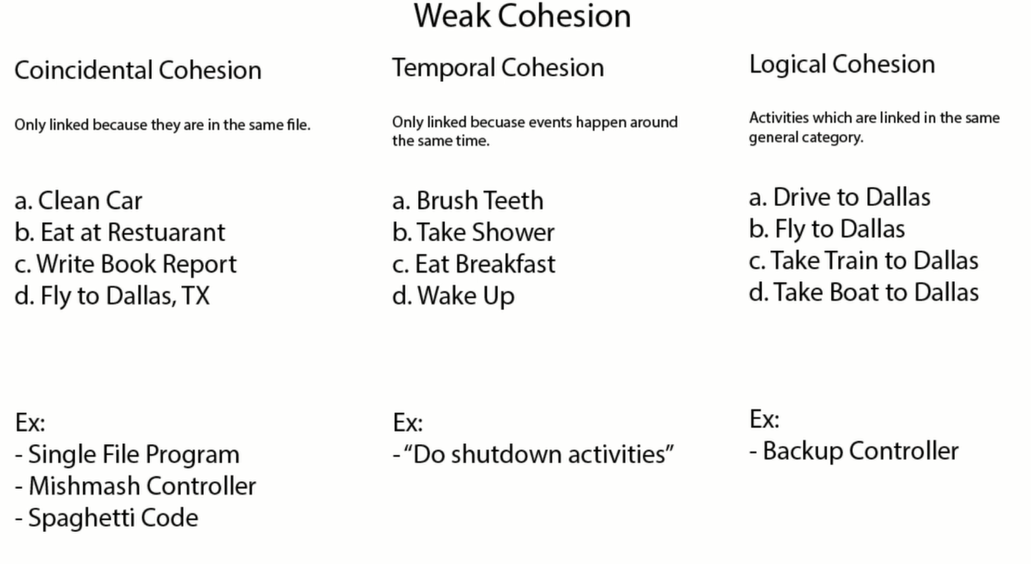 Weak Cohesion
Coincidental Cohesion
Only linked because they are in the same file.
a. Clean Car
b. Eat at Restuarant
c. Write Book Report
d. Fly to Dallas, TX
Ex:
- Single File Program
- Mishmash Controller
- Spaghetti Code
Temporal Cohesion
Only linked becuase events happen around
the same time.
a. Brush Teeth
b. Take Shower
c. Eat Breakfast
d. Wake Up
Ex:
-“Do shutdown activities”
Logical Cohesion
Activities which are linked in the same
general category.
a. Drive to Dallas
b. Fly to Dallas
c. Take Train to Dallas
d. Take Boat to Dallas
Ex:
- Backup Controller